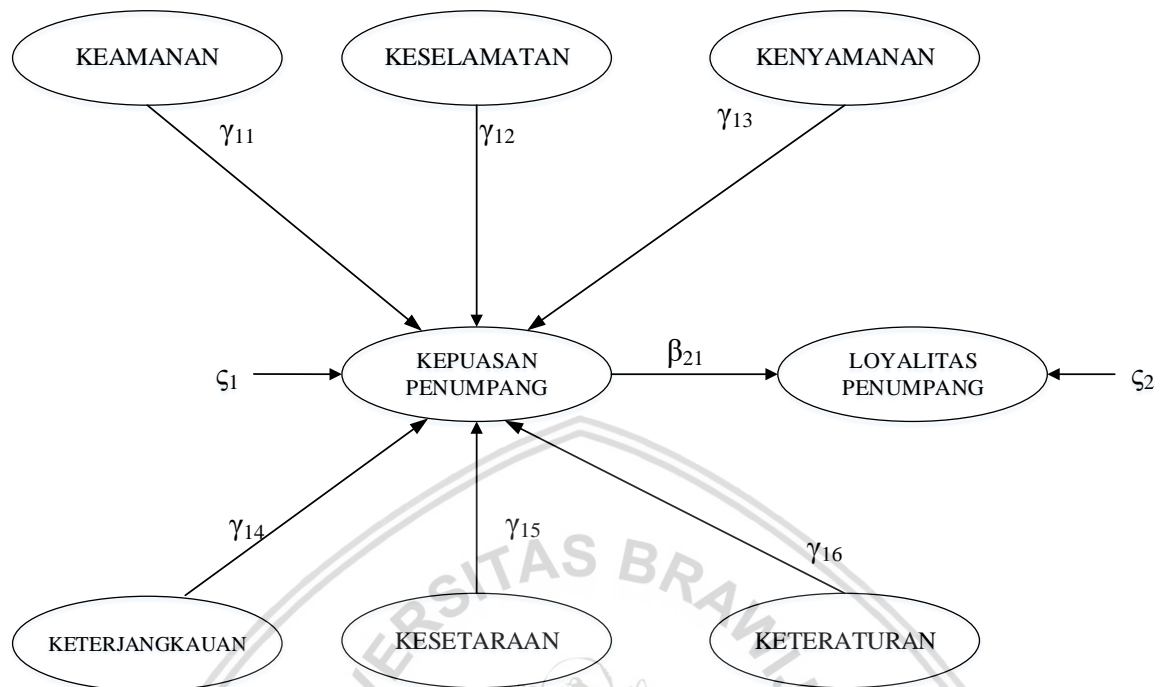 KEAMANAN
KESELAMATAN
KENYAMANAN
γ11
γ12
γ13
KEPUASAN
PENUMPANG
β21
LOYALITAS
PENUMPANG
ς1
ς2
γ14
γ15
γ16
KETERJANGKAUAN
KESETARAAN
KETERATURAN